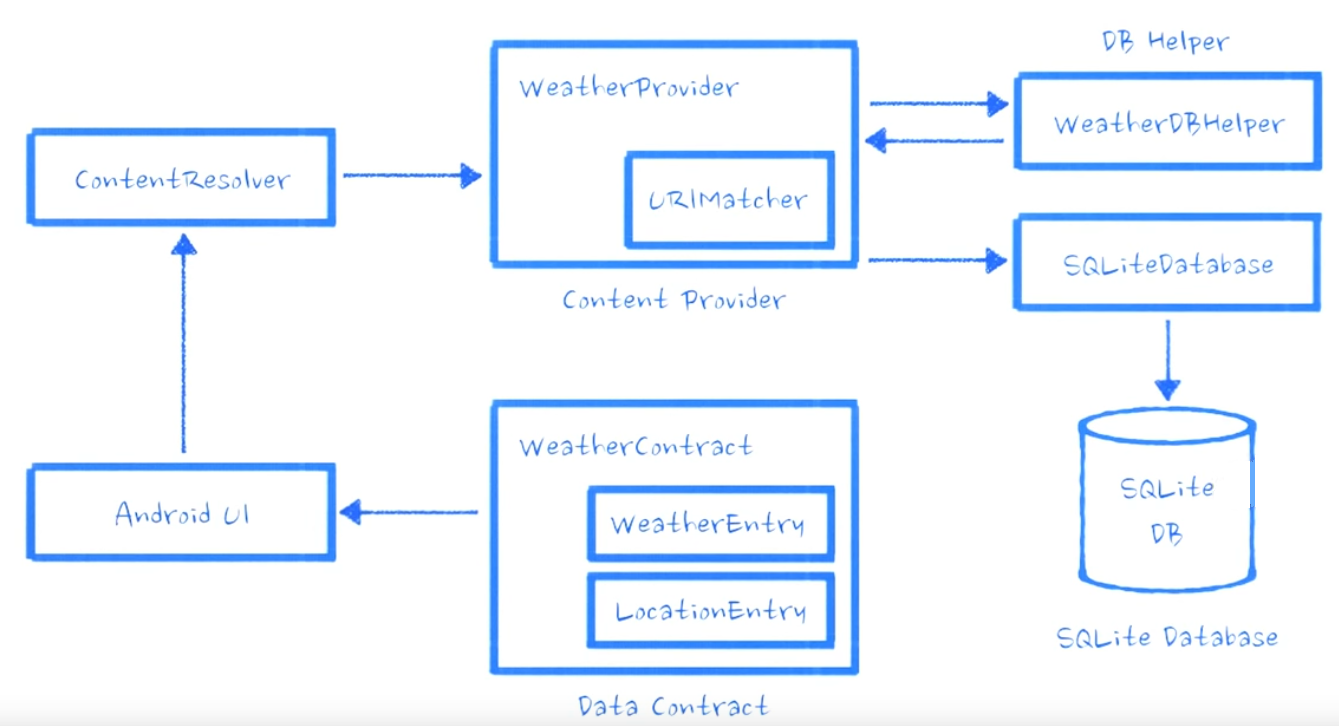 DB Helper
WeatherProvider
WeatherDBHelper
ContentResolver
URIMatcher
SQLiteDatabase
Content Provider
WeatherContract
SQLite
DB
Android UI
WeatherEntry
LocationEntry
SQLite Database
Data Contract